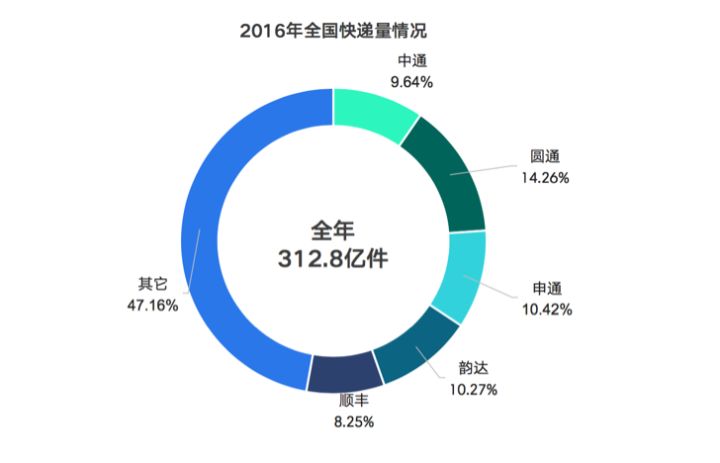 2016年全国快递量情况
中通
9.64%
圆通
14.26%
申通
10.42%
韵达
10.27%
顺丰
8.25%
其它
47.16%
全年
312.8亿件